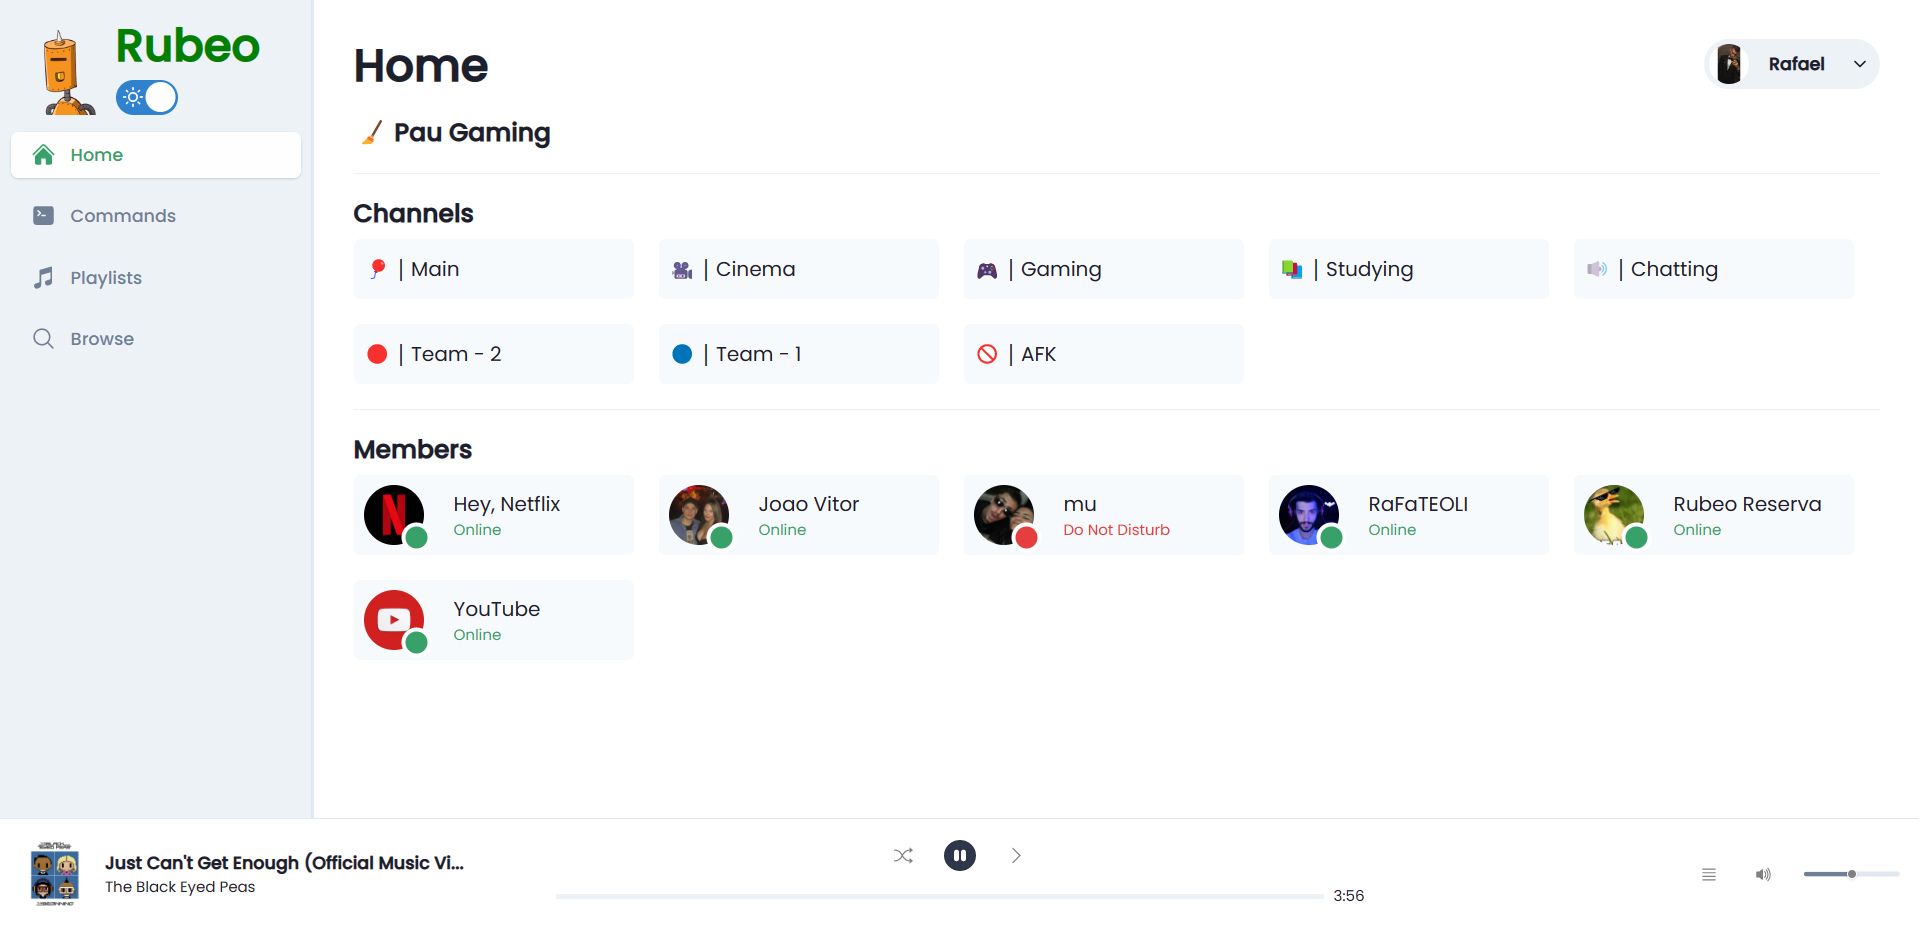 Rubeo
Home
Commands
Playlists
Browse
Home
Rafael
Pau Gaming
Channels
| Main
| Cinema
| Gaming
| Studying
| Chatting
| Team - 2
| Team - 1
| AFK
Members
Hey, Netflix
Online
Joao Vitor
Online
mu
Do Not Disturb
RaFaTEOLI
Online
Rubeo Reserva
Online
YouTube
Online
Just Can't Get Enough (Official Music Vi...
The Black Eyed Peas
3:56